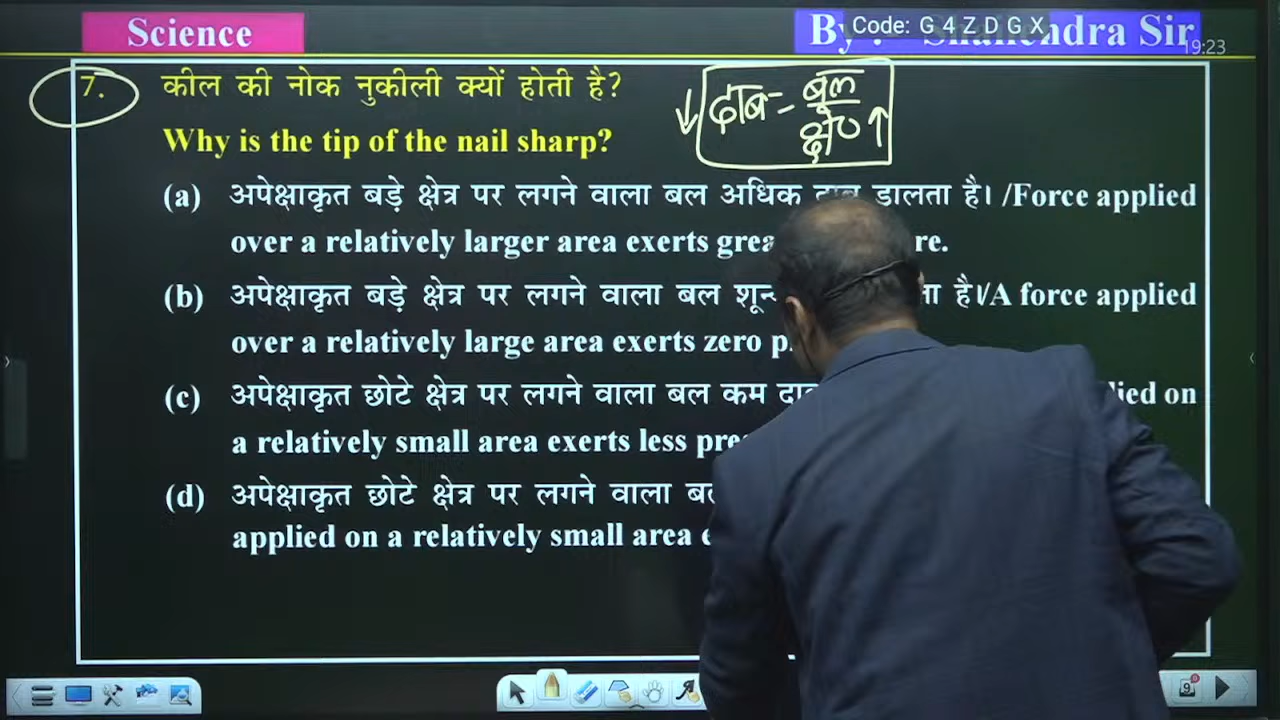 Science
By : Shailendra Sir
Code: G 4 Z D G X
19:23
7. कील की नोक नुकीली क्यों होती है?
दाब = बल
क्षे०
Why is the tip of the nail sharp?
(a) अपेक्षाकृत बड़े क्षेत्र पर लगने वाला बल अधिक दाब डालता है। /Force applied
over a relatively larger area exerts re.
(b) अपेक्षाकृत बड़े क्षेत्र पर लगने वाला बल है।/A force applied
over a relatively large area exerts zero
(c) अपेक्षाकृत छोटे क्षेत्र पर लगने वाला बल कम on
a relatively small area exerts less
(d) अपेक्षाकृत छोटे क्षेत्र पर लगने वाला
applied on a relatively small area